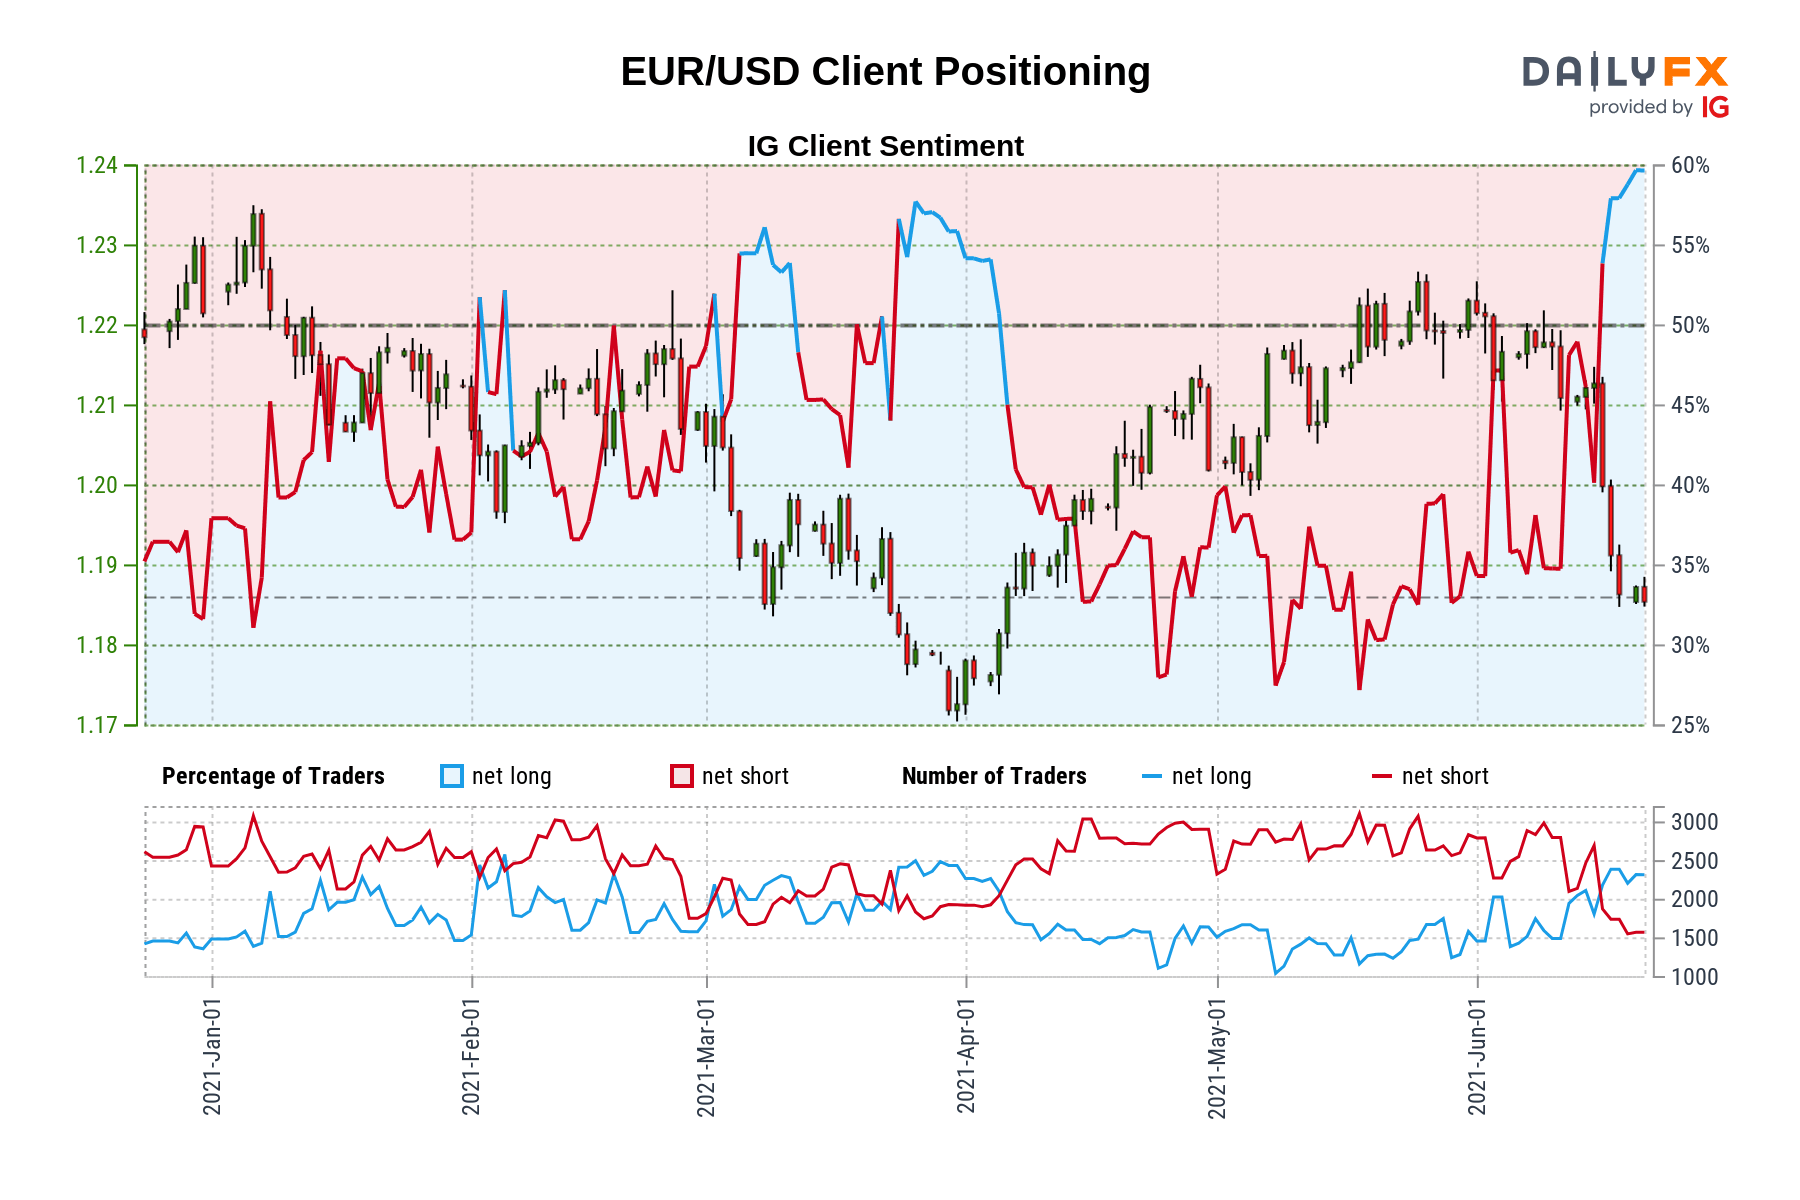 EUR/USD Client Positioning
DAILYFX
provided by IG
IG Client Sentiment
1.24
1.23
1.22
1.21
1.20
1.19
1.18
1.17
60%
55%
50%
45%
40%
35%
30%
25%
Percentage of Traders net long net short Number of Traders net long net short
3000
2500
2000
1500
1000
2021-Jan-01
2021-Feb-01
2021-Mar-01
2021-Apr-01
2021-May-01
2021-Jun-01